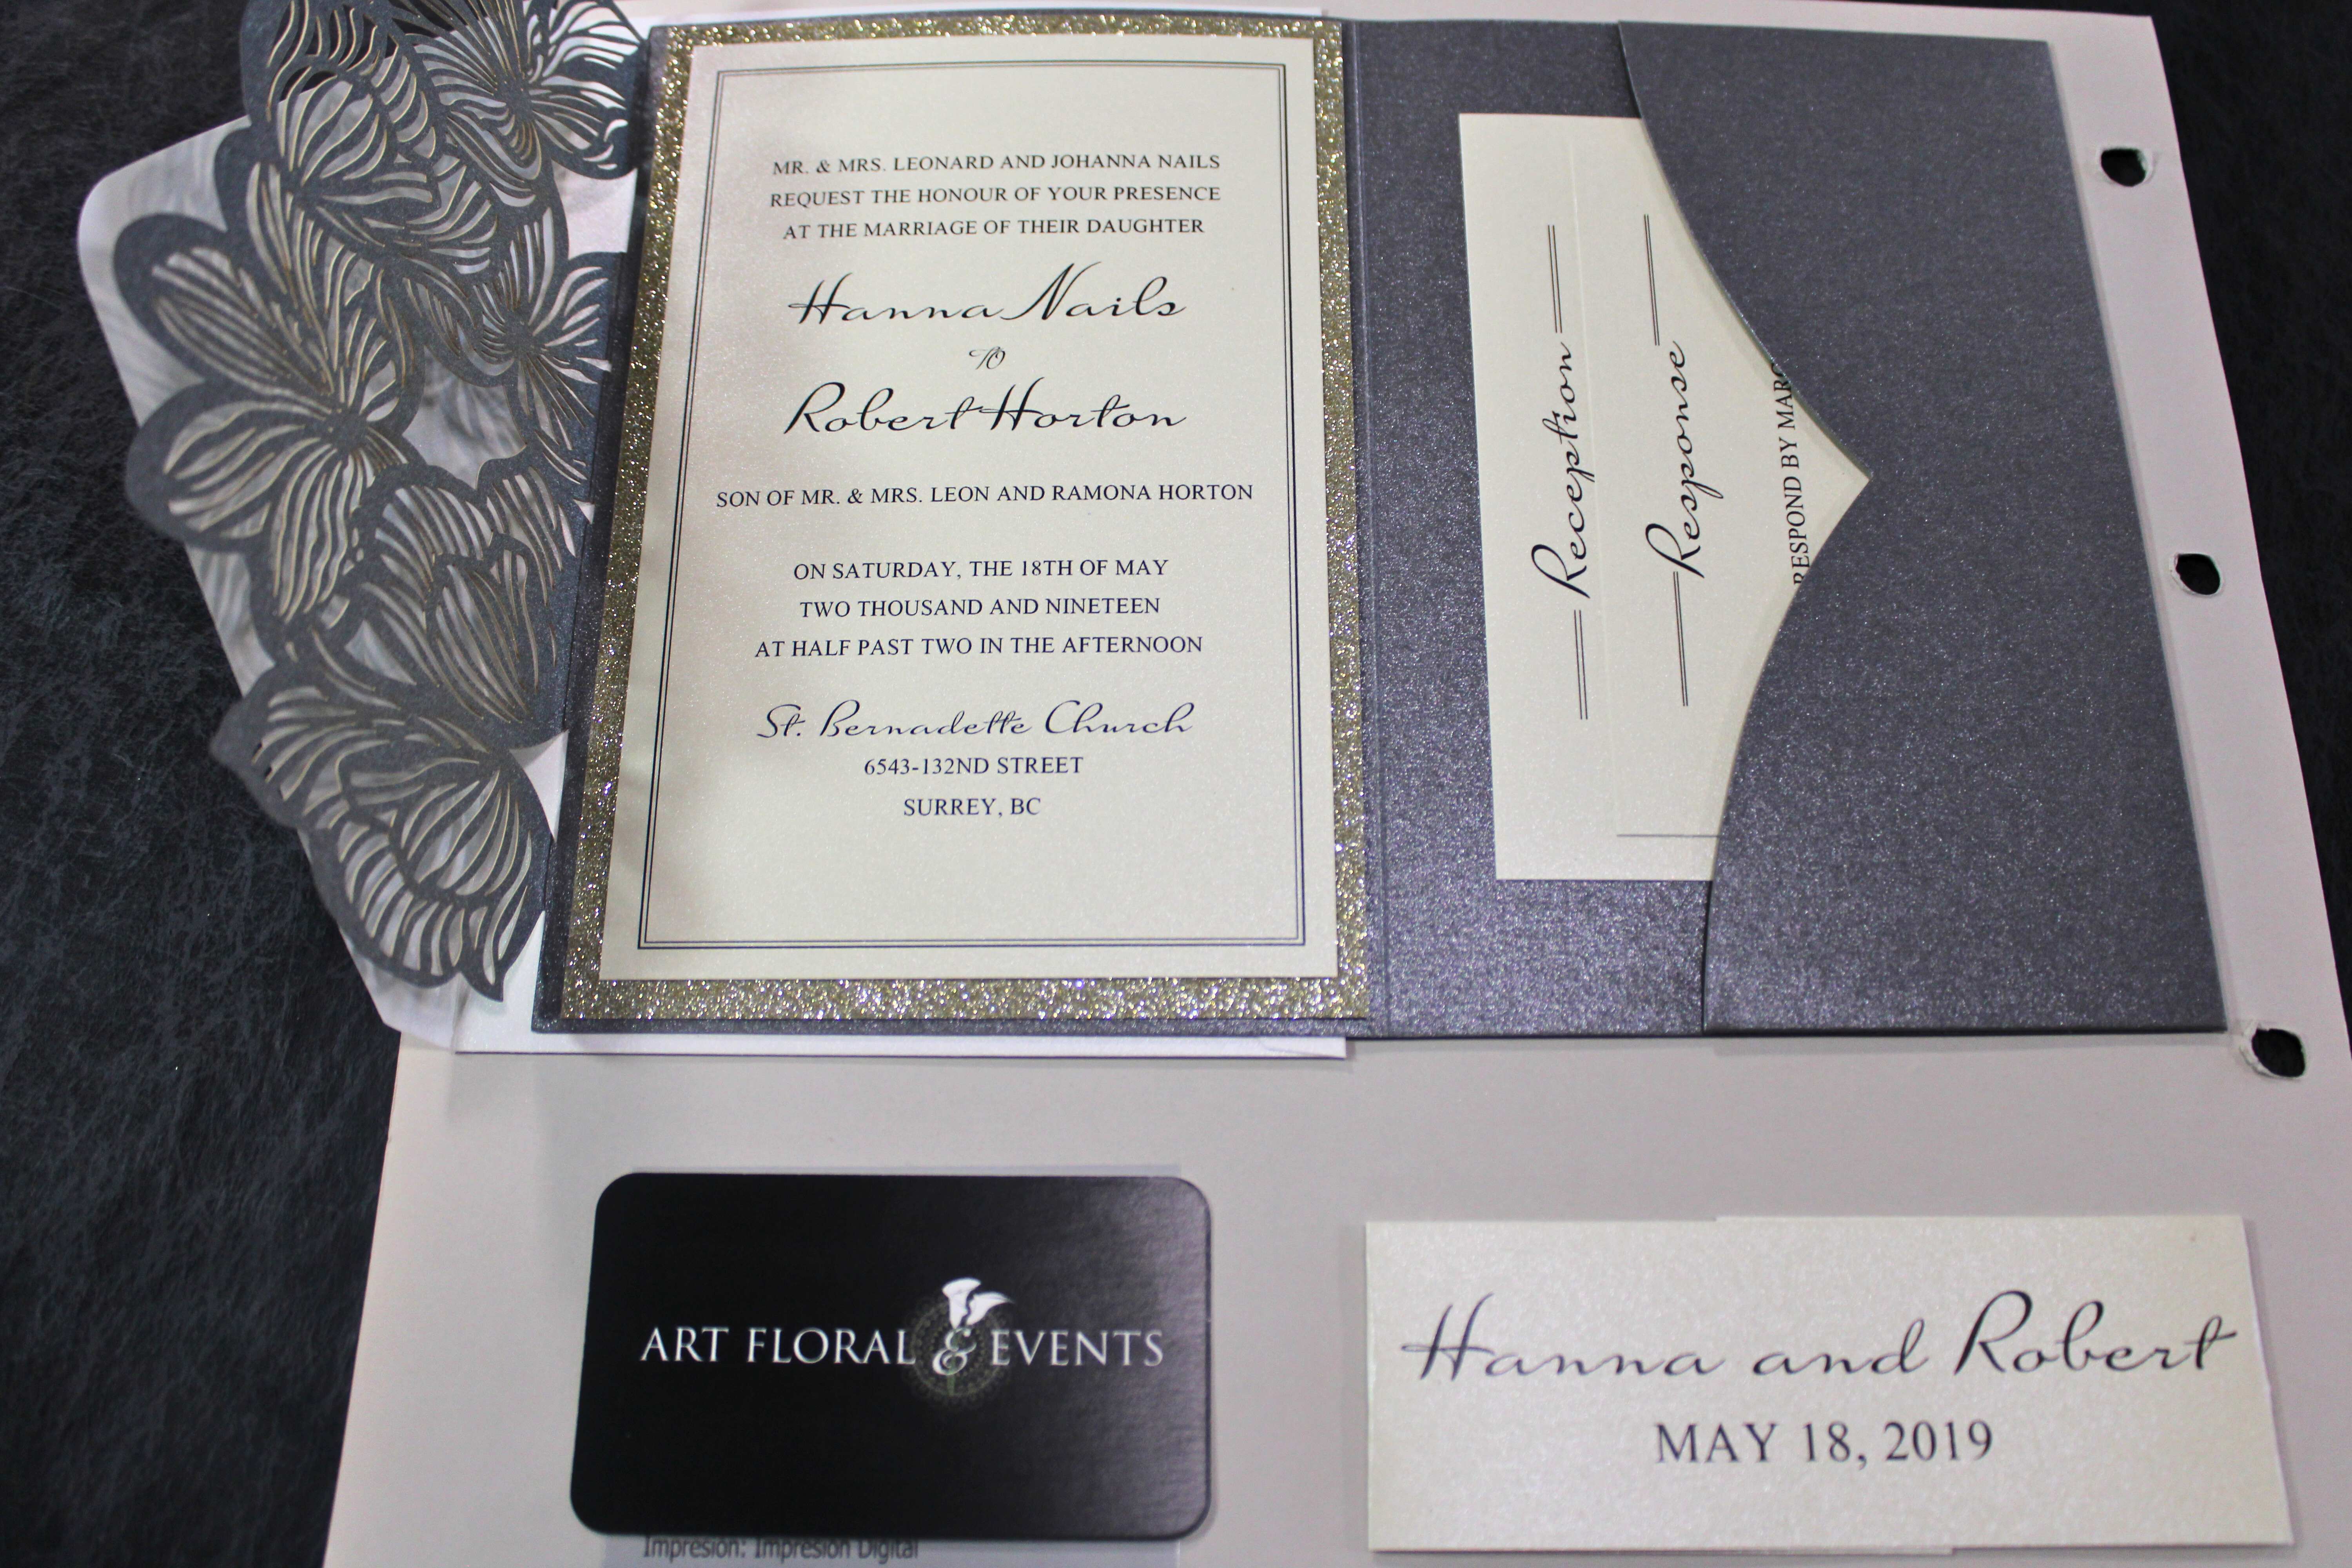 MR. & MRS. LEONARD AND JOHANNA NAILS
REQUEST THE HONOUR OF YOUR PRESENCE
AT THE MARRIAGE OF THEIR DAUGHTER
Hanna Nails
TO
Robert Horton
SON OF MR. & MRS. LEON AND RAMONA HORTON
ON SATURDAY, THE 18TH OF MAY
TWO THOUSAND AND NINETEEN
AT HALF PAST TWO IN THE AFTERNOON
St. Bernadette Church
6543-132ND STREET
SURREY, BC
Reception
Response
RESPOND BY MARC
ART FLORAL & EVENTS
Hanna and Robert
MAY 18, 2019
Impresión: Impresión Digital